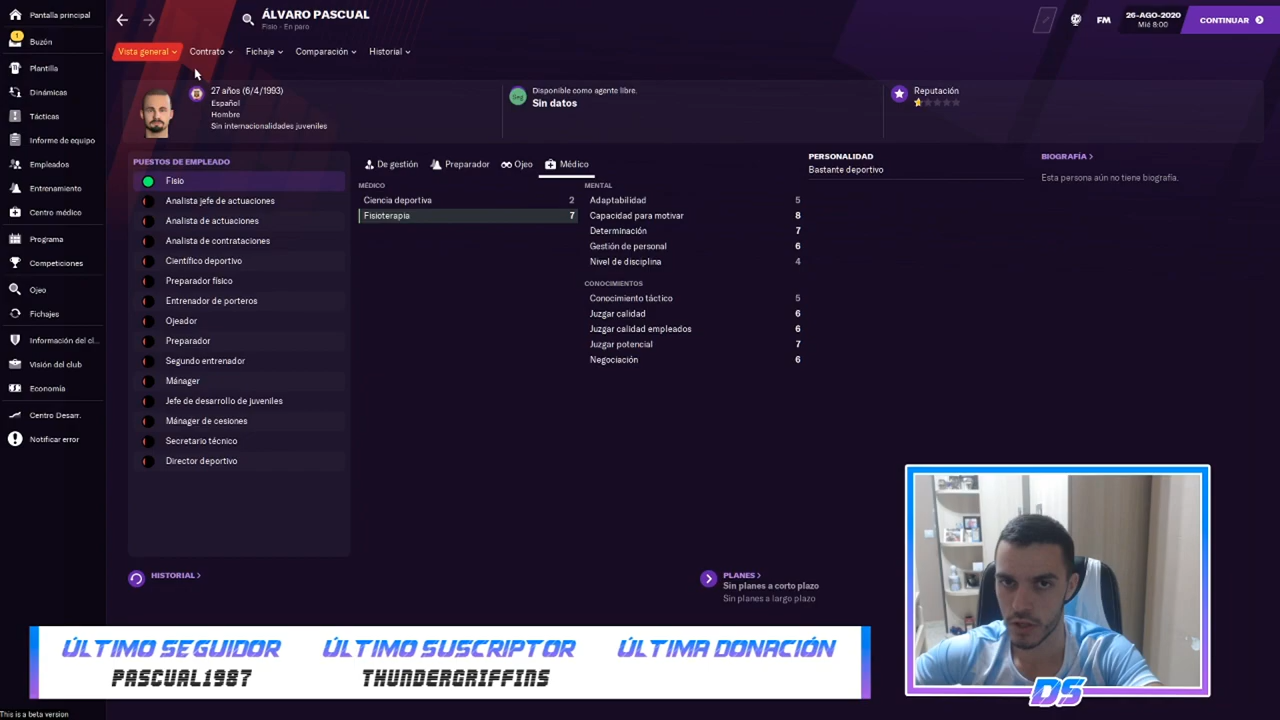 Pantalla principal
1
Buzón
Plantilla
Dinámicas
Tácticas
Informe de equipo
Empleados
Entrenamiento
Centro médico
Programa
Competiciones
Ojeo
Fichajes
Información del cl...
Visión del club
Economía
Centro Desarr.
Notificar error
This is a beta version
ÁLVARO PASCUAL
Fisio - En paro
FM
26-AGO-2020
Mié 8:00
CONTINUAR
Vista general
Contrato
Fichaje
Comparación
Historial
27 años (6/4/1993)
Español
Hombre
Sin internacionalidades juveniles
Seg
Disponible como agente libre.
Sin datos
Reputación
PUESTOS DE EMPLEADO
Fisio
Analista jefe de actuaciones
Analista de actuaciones
Analista de contrataciones
Científico deportivo
Preparador físico
Entrenador de porteros
Ojeador
Preparador
Segundo entrenador
Mánager
Jefe de desarrollo de juveniles
Mánager de cesiones
Secretario técnico
Director deportivo
De gestión
Preparador
Ojeo
Médico
MÉDICO
Ciencia deportiva 2
Fisioterapia 7
MENTAL
Adaptabilidad 5
Capacidad para motivar 8
Determinación 7
Gestión de personal 6
Nivel de disciplina 4
CONOCIMIENTOS
Conocimiento táctico 5
Juzgar calidad 6
Juzgar calidad empleados 6
Juzgar potencial 7
Negociación 6
PERSONALIDAD
Bastante deportivo
BIOGRAFÍA >
Esta persona aún no tiene biografía.
HISTORIAL >
PLANES >
Sin planes a corto plazo
Sin planes a largo plazo
ÚLTIMO SEGUIDOR
PASCUAL1987
ÚLTIMO SUSCRIPTOR
THUNDERGRIFFINS
ÚLTIMA DONACIÓN
DS